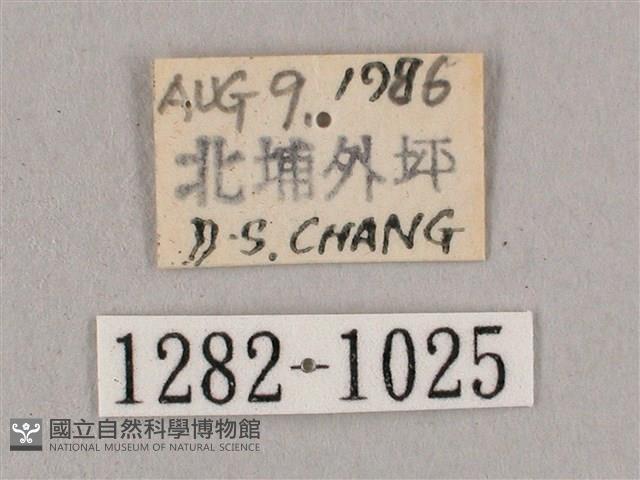 AUG 9. 1986
北埔外坪
D.S. CHANG
1282-1025
國立自然科學博物館
NATIONAL MUSEUM OF NATURAL SCIENCE